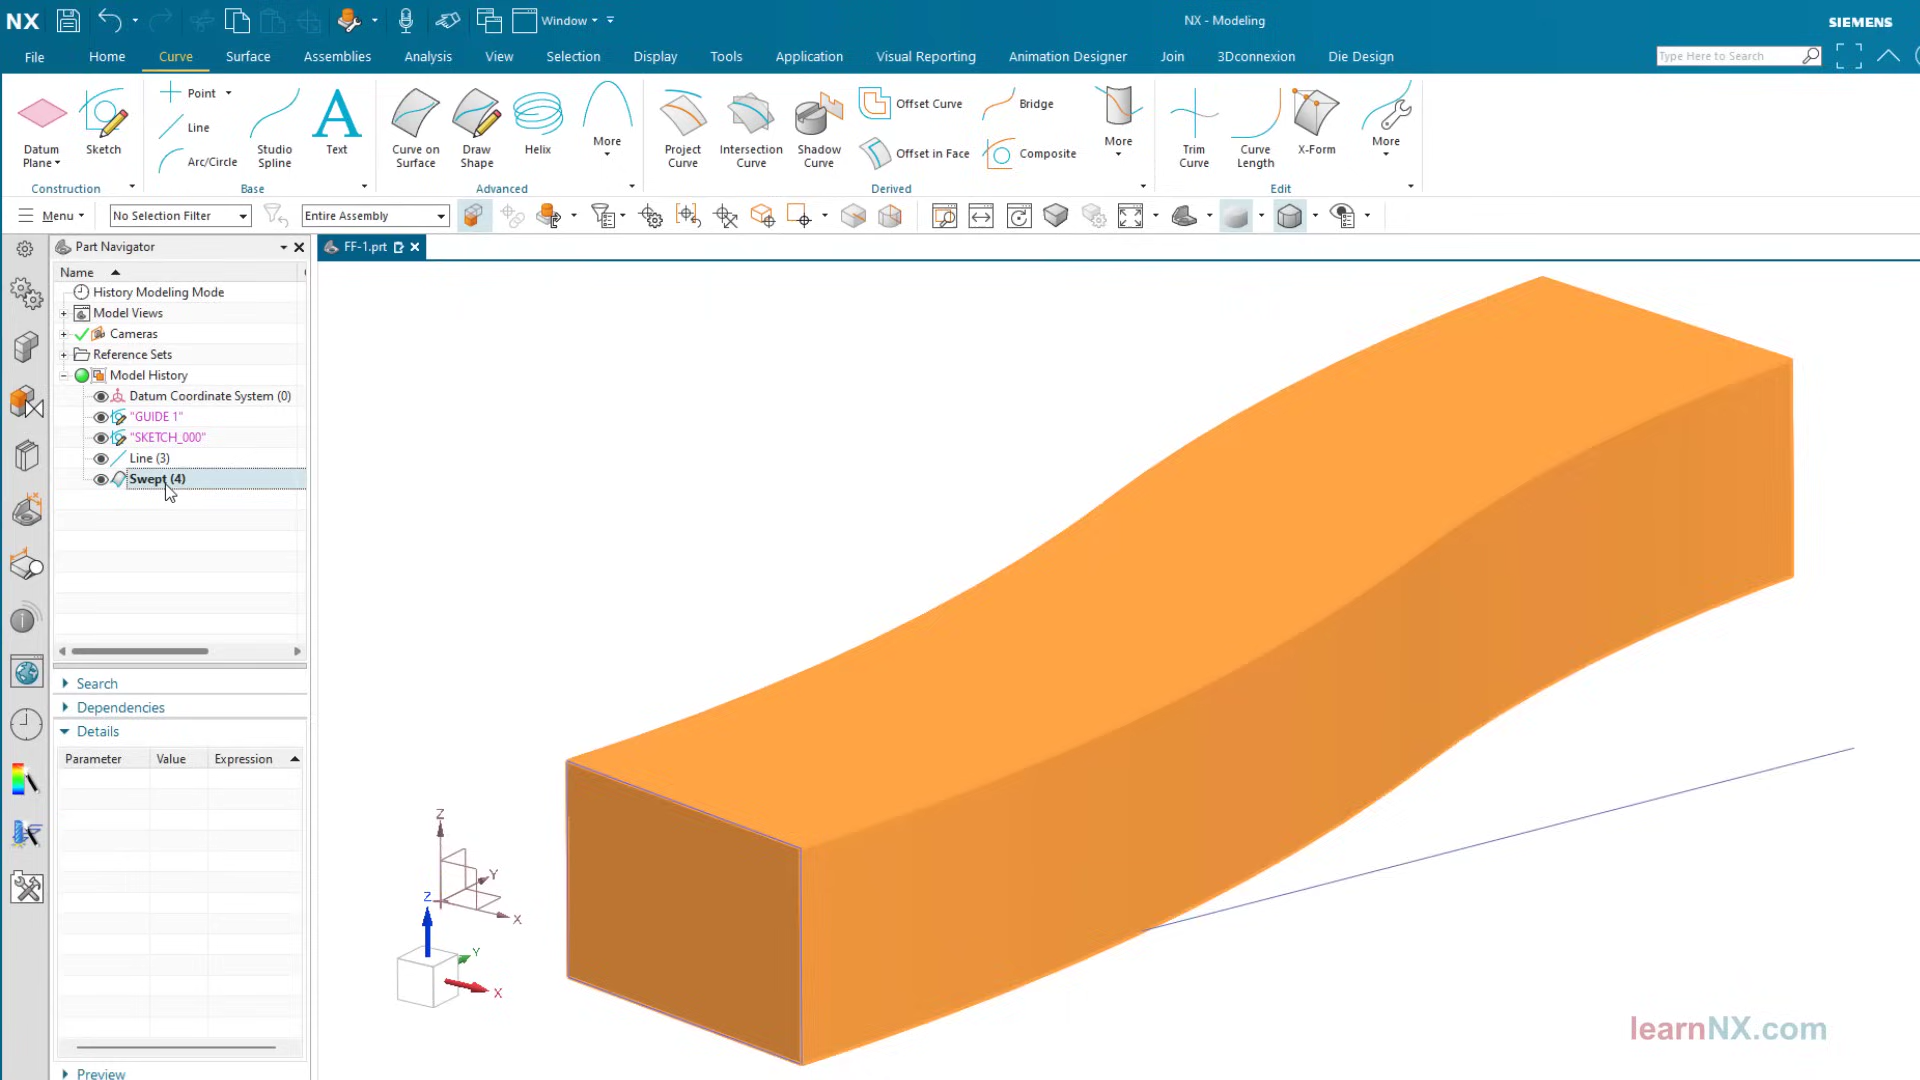 NX Window NX - Modeling SIEMENS
File Home Curve Surface Assemblies Analysis View Selection Display Tools Application Visual Reporting Animation Designer Join 3Dconnexion Die Design Type Here to Search
Datum Plane
Sketch
Construction
Point
Line
Arc/Circle
Studio Spline
Text
Base
Curve on Surface
Draw Shape
Helix
More
Advanced
Project Curve
Intersection Curve
Shadow Curve
Offset Curve
Offset in Face
Bridge
Composite
More
Derived
Trim Curve
Curve Length
X-Form
More
Edit
Menu No Selection Filter Entire Assembly
Part Navigator
FF-1.prt
Name
History Modeling Mode
Model Views
Cameras
Reference Sets
Model History
Datum Coordinate System (0)
"GUIDE 1"
"SKETCH_000"
Line (3)
Swept (4)
Search
Dependencies
Details
Parameter Value Expression
Preview
Z
Y
X
Z
Y
X
learnNX.com